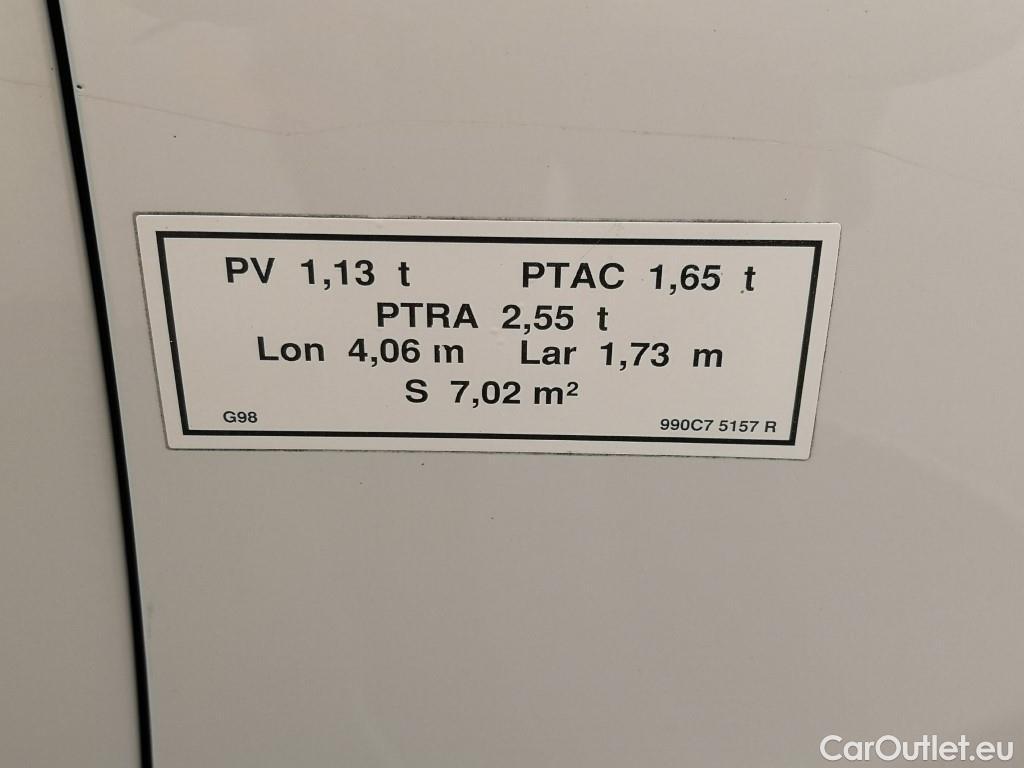 PV 1,13 t PTAC 1,65 t
PTRA 2,55 t
Lon 4,06 m Lar 1,73 m
S 7,02 m²
G98 990C7 5157 R
CarOutlet.eu